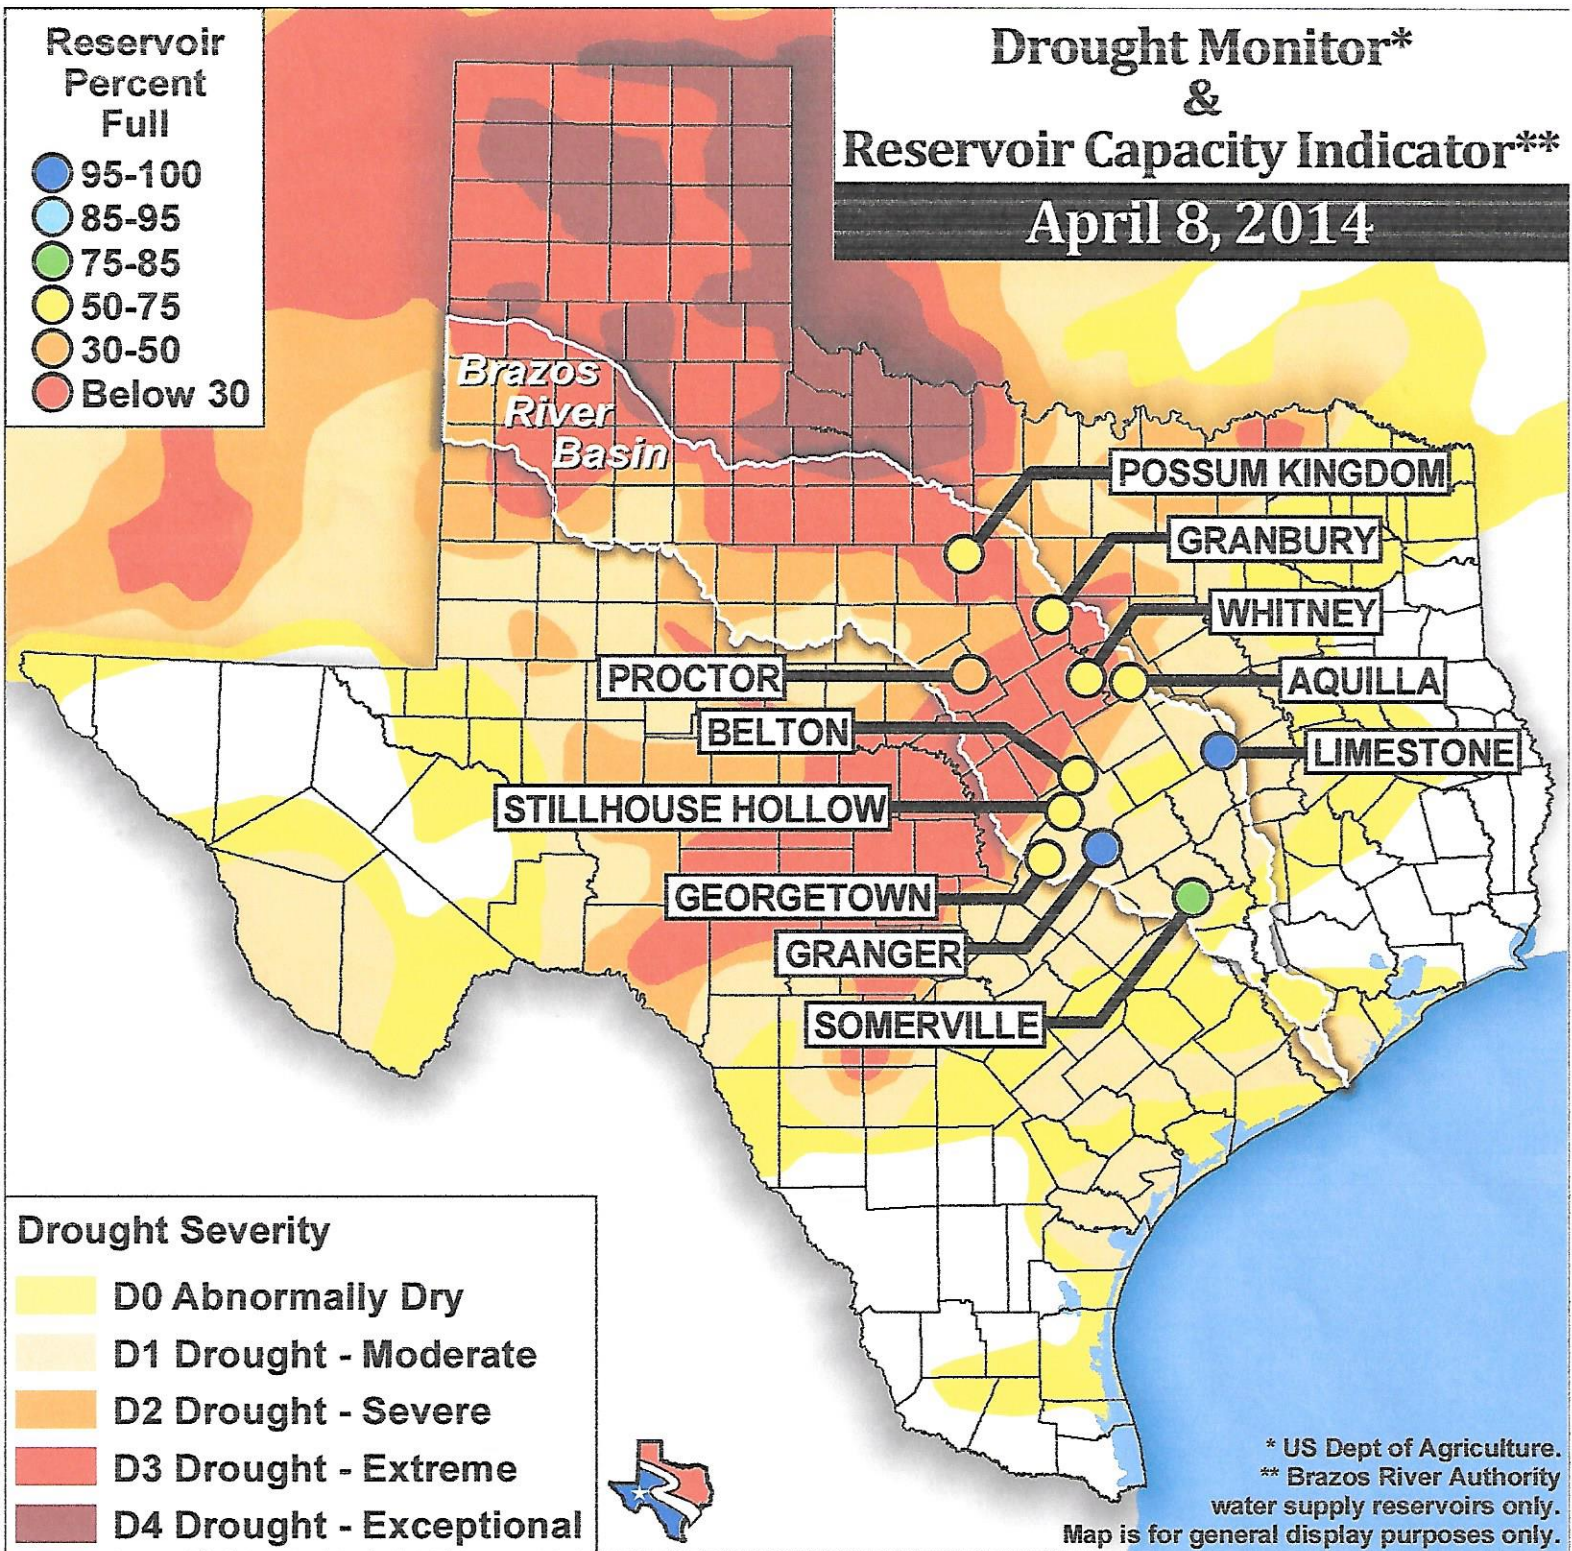 Reservoir
Percent
Full
95-100
85-95
75-85
50-75
30-50
Below 30
Drought Monitor*
&
Reservoir Capacity Indicator**
April 8, 2014
Brazos
River
Basin
POSSUM KINGDOM
GRANBURY
WHITNEY
PROCTOR
AQUILLA
BELTON
LIMESTONE
STILLHOUSE HOLLOW
GEORGETOWN
GRANGER
SOMERVILLE
Drought Severity
D0 Abnormally Dry
D1 Drought - Moderate
D2 Drought - Severe
D3 Drought - Extreme
D4 Drought - Exceptional
* US Dept of Agriculture.
** Brazos River Authority
water supply reservoirs only.
Map is for general display purposes only.